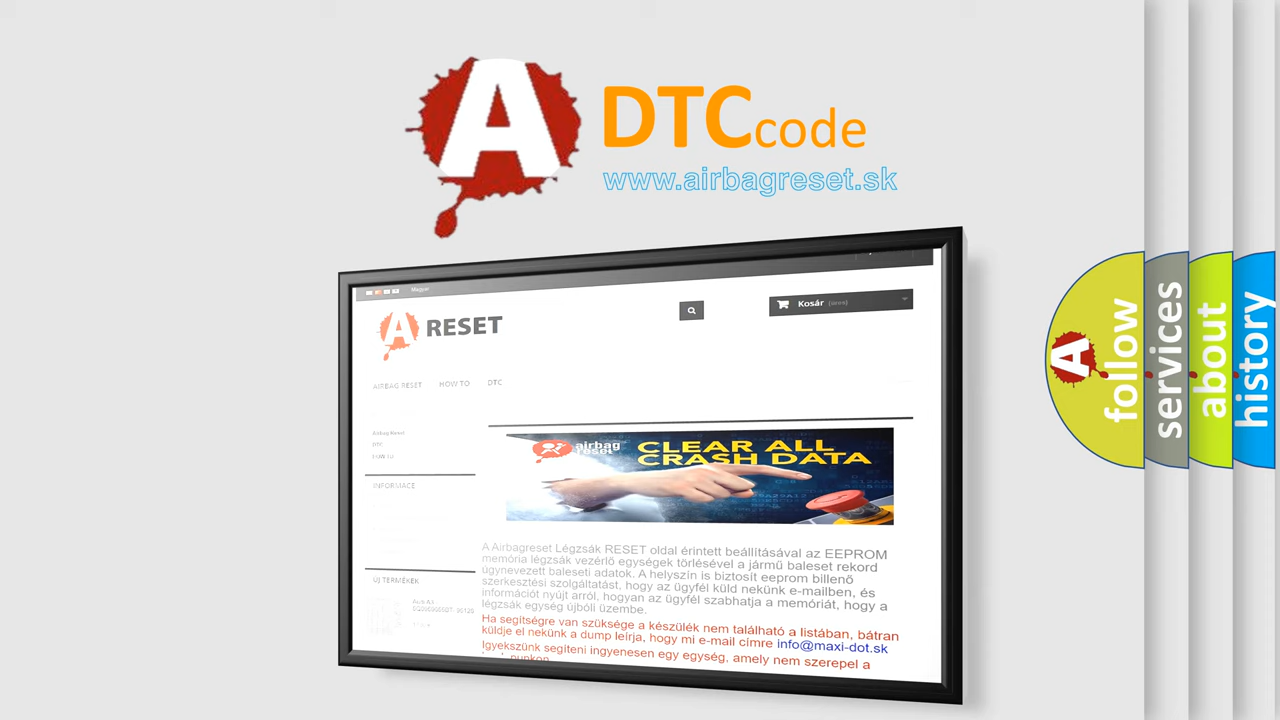 A DTC code
www.airbagreset.sk
Magyar
A RESET
Kosár (üres)
AIRBAG RESET HOW TO DTC
Airbag Reset
DTC
HOW TO
INFORMACE
ÚJ TERMÉKEK
airbag reset
CLEAR ALL
CRASH DATA
A Airbagreset Légzsák RESET oldal érintett beállításával az EEPROM
memória légzsák vezérlő egységek törlésével a jármű baleset rekord
úgynevezett baleseti adatok. A helyszín is biztosít eeprom billenő
szerkesztési szolgáltatást, hogy az ügyfél küld nekünk e-mailben, és
információt nyújt arról, hogyan az ügyfél szabhatja a memóriát, hogy a
légzsák egység újbóli üzembe.
Ha segítségre van szüksége a készülék nem található a listában, bátran
küldje el nekünk a dump leírja, hogy mi e-mail címre info@maxi-dot.sk
Igyekszünk segíteni ingyenesen egy egység, amely nem szerepel a
A follow
services
about
history